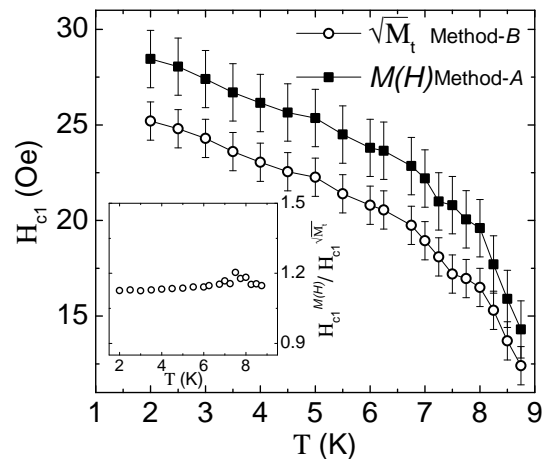 30
25
20
15
H_c1 (Oe)
√M_t Method-B
M(H) Method-A
1.5
1.2
0.9
H_c1^M(H) / H_c1^√M_t
2 4 6 8
T (K)
1 2 3 4 5 6 7 8 9
T (K)